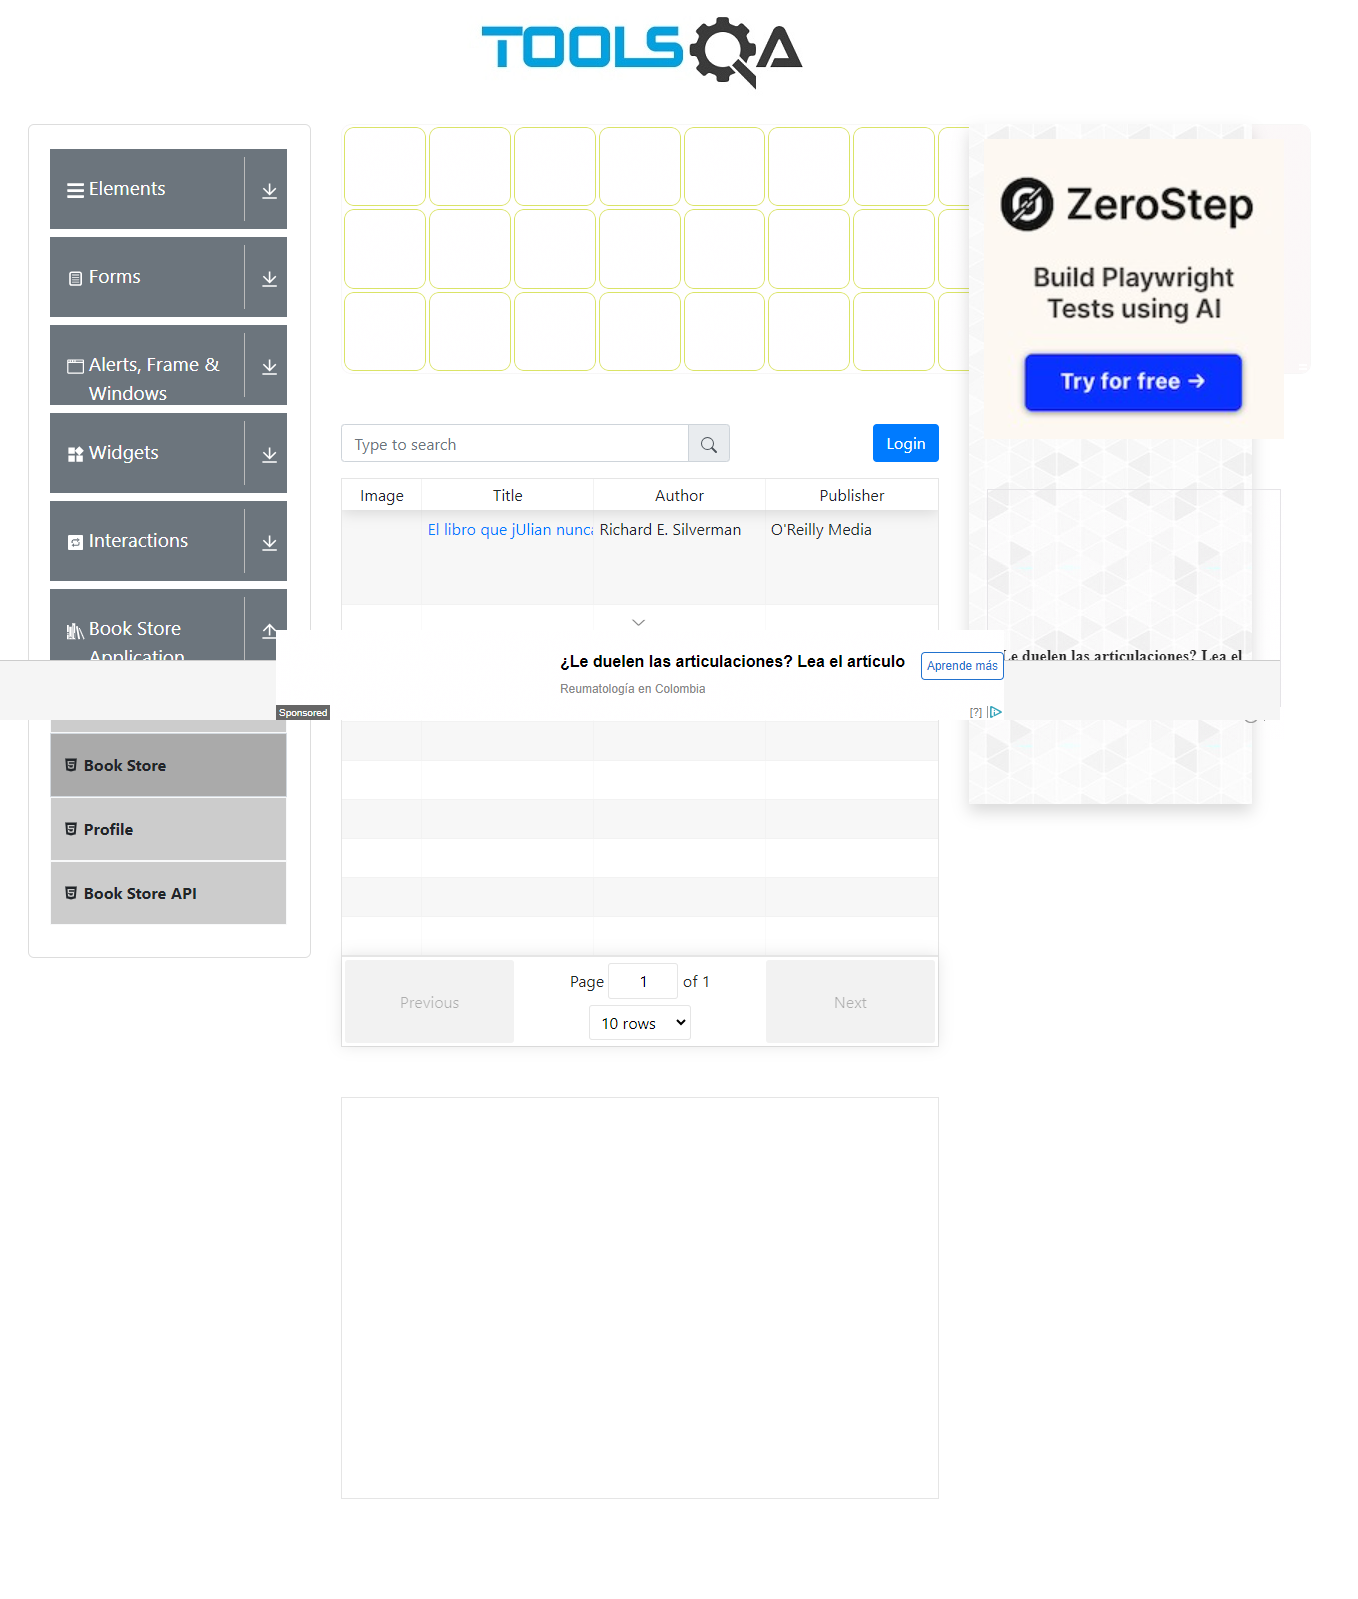 TOOLSQA
Elements
Forms
Alerts, Frame &
Windows
Widgets
Interactions
Book Store
Application
Book Store
Profile
Book Store API
Type to search
Login
Image Title Author Publisher
El libro que jUlian nunca Richard E. Silverman O'Reilly Media
¿Le duelen las articulaciones? Lea el artículo
Reumatología en Colombia
Aprende más
Sponsored
[?]
Previous
Page 1 of 1
10 rows
Next
ZeroStep
Build Playwright
Tests using AI
Try for free →
Le duelen las articulaciones? Lea el